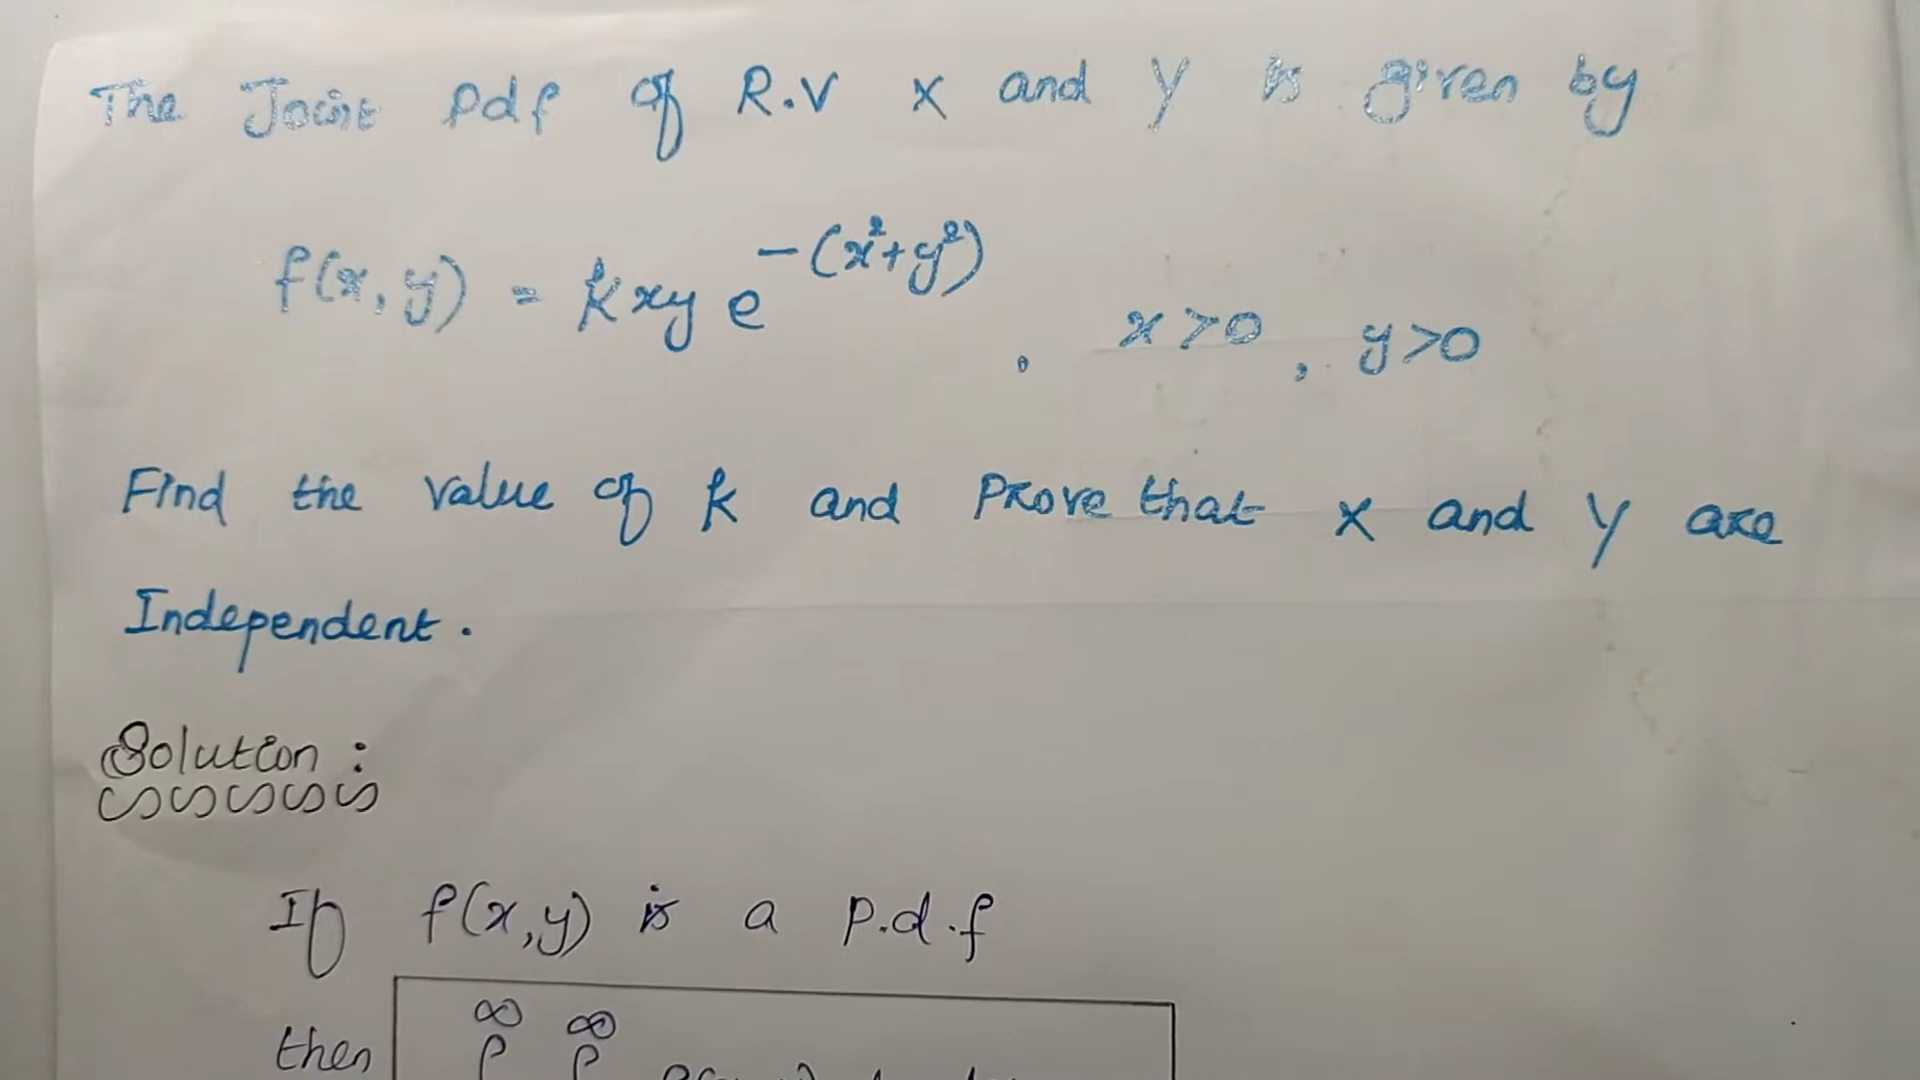 The Joint Pdf of R.V X and Y is given by
f(x, y) = kxy e^{-(x²+y²)}, x>0, y>0
Find the value of k and Prove that X and Y are
Independent.
Solution :
If f(x,y) is a p.d.f
then ∞ ∞